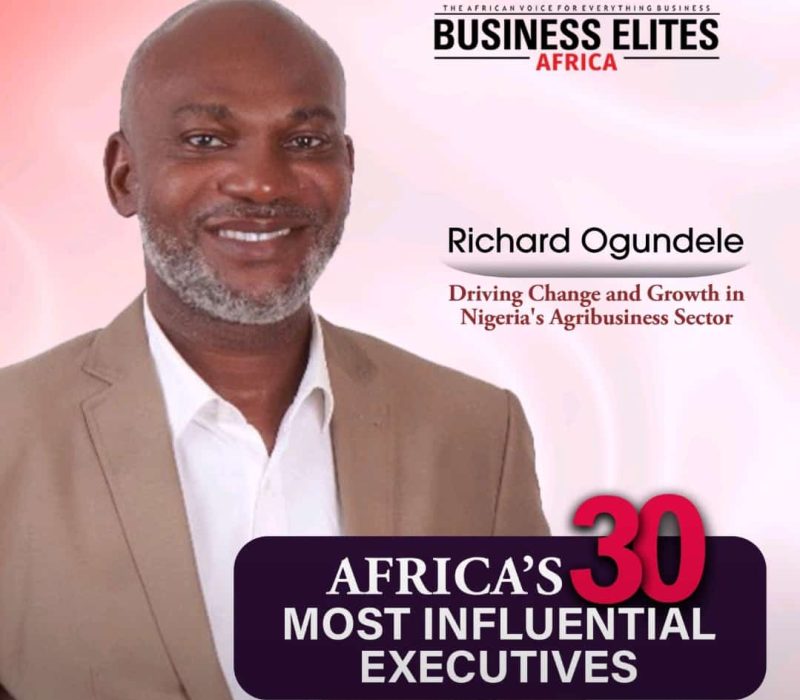 THE AFRICAN VOICE FOR EVERYTHING BUSINESS
BUSINESS ELITES
AFRICA
Richard Ogundele
Driving Change and Growth in
Nigeria's Agribusiness Sector
AFRICA'S 30
MOST INFLUENTIAL
EXECUTIVES